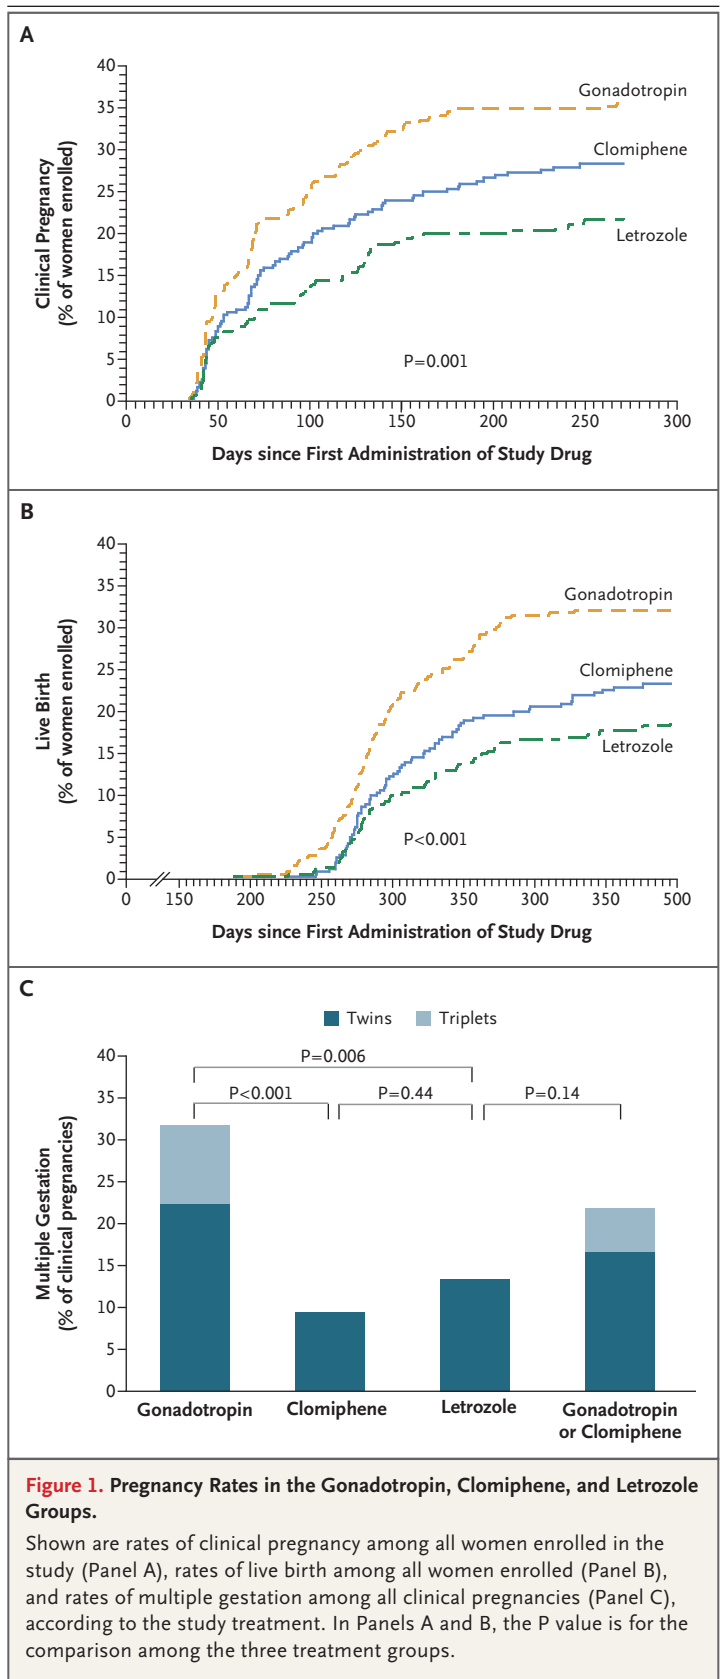 A
Clinical Pregnancy
(% of women enrolled)
40
35
30
25
20
15
10
5
0
Gonadotropin
Clomiphene
Letrozole
P=0.001
0 50 100 150 200 250 300
Days since First Administration of Study Drug
B
Live Birth
(% of women enrolled)
40
35
30
25
20
15
10
5
0
Gonadotropin
Clomiphene
Letrozole
P<0.001
0 150 200 250 300 350 300 350 500
Days since First Administration of Study Drug
C
Twins Triplets
Multiple Gestation
(% of clinical pregnancies)
40
35
30
25
20
15
10
5
0
P=0.006
P<0.001 P=0.44 P=0.14
Gonadotropin Clomiphene Letrozole Gonadotropin
or Clomiphene
Figure 1. Pregnancy Rates in the Gonadotropin, Clomiphene, and Letrozole
Groups.
Shown are rates of clinical pregnancy among all women enrolled in the
study (Panel A), rates of live birth among all women enrolled (Panel B),
and rates of multiple gestation among all clinical pregnancies (Panel C),
according to the study treatment. In Panels A and B, the P value is for the
comparison among the three treatment groups.